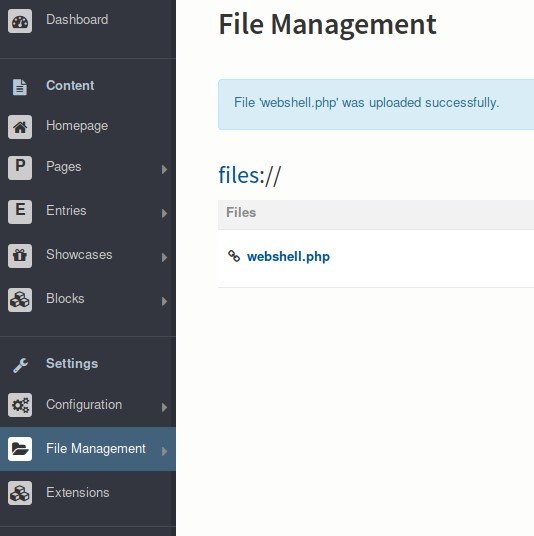 Dashboard
File Management
File 'webshell.php' was uploaded successfully.
files://
Files
webshell.php
Content
Homepage
P Pages
E Entries
Showcases
Blocks
Settings
Configuration
File Management
Extensions